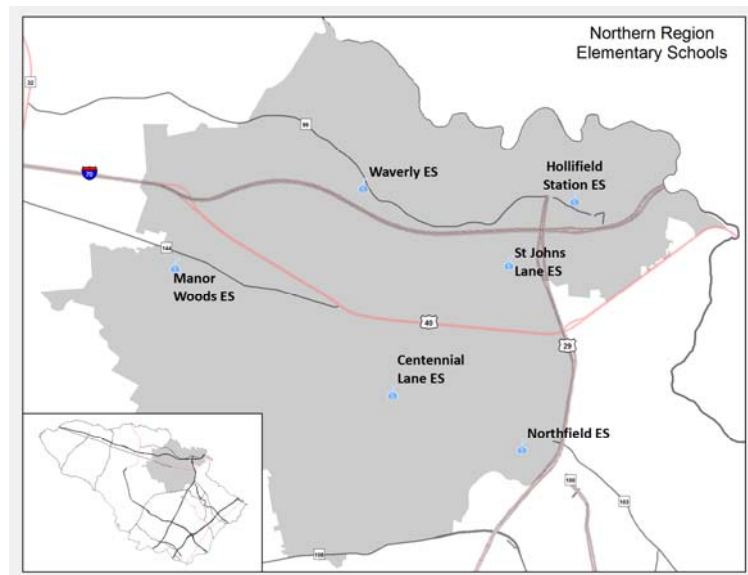 Northern Region
Elementary Schools
32
99
Waverly ES
Hollifield
Station ES
70
144
Manor
Woods ES
St Johns
Lane ES
40
29
Centennial
Lane ES
Northfield ES
100
103
108